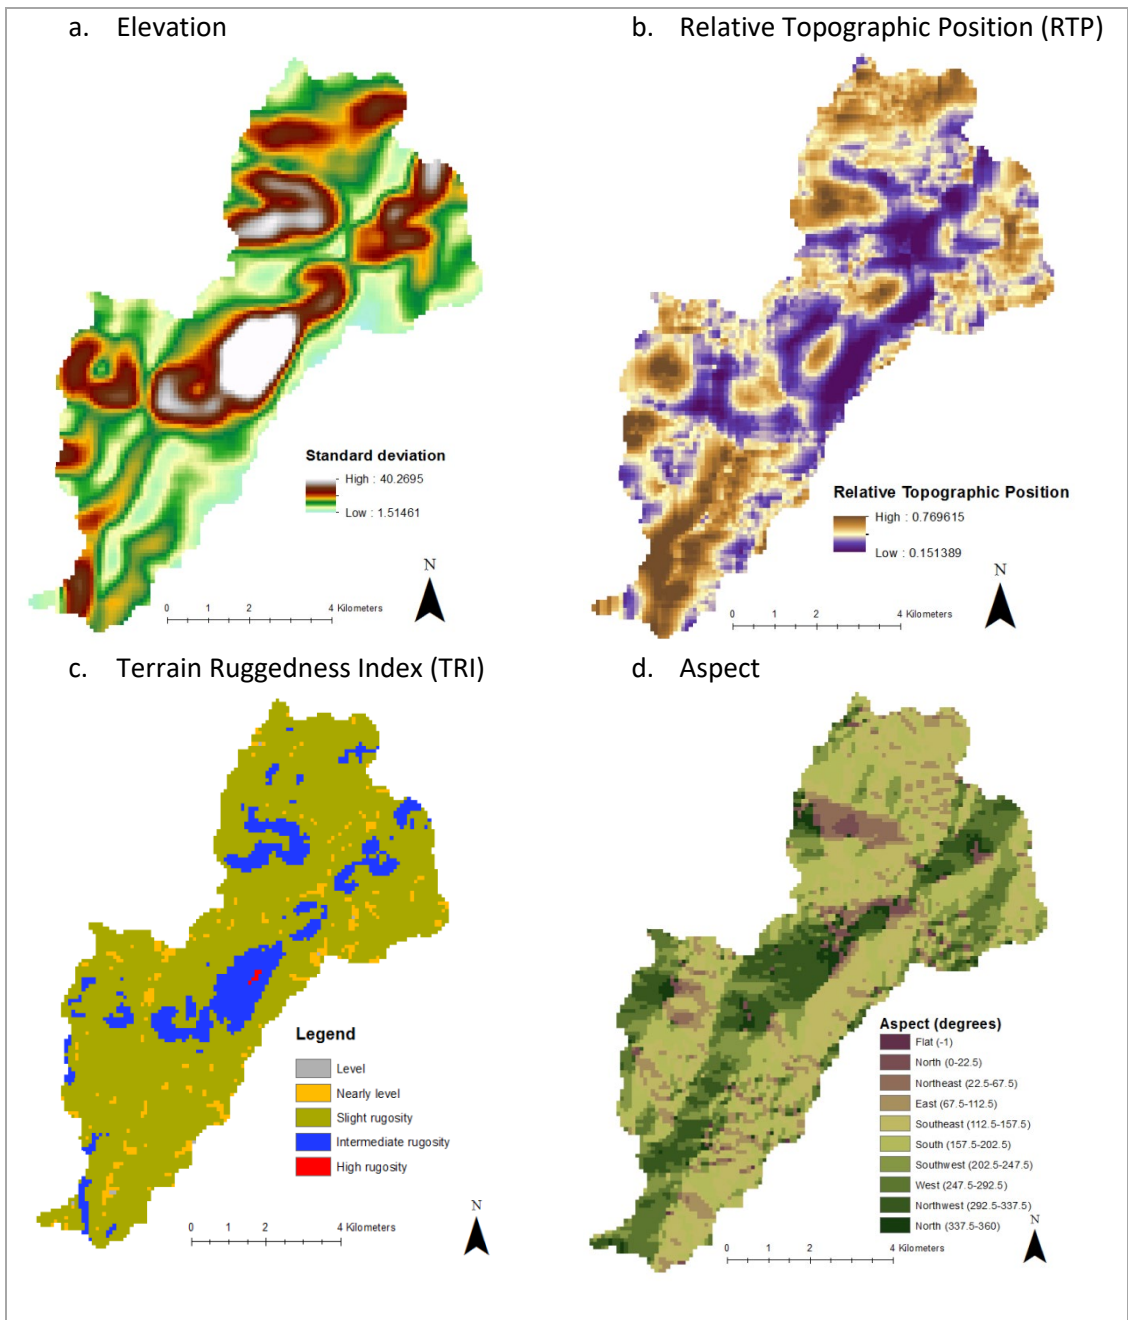 a. Elevation
b. Relative Topographic Position (RTP)
Standard deviation
High : 40.2695
Low : 1.51461
N
0 1 2 4 Kilometers
Relative Topographic Position
High : 0.769615
Low : 0.151389
N
0 2 4 Kilometers
c. Terrain Ruggedness Index (TRI)
d. Aspect
Legend
Level
Nearly level
Slight rugosity
Intermediate rugosity
High rugosity
N
0 1 2 4 Kilometers
Aspect (degrees)
Flat (-1)
North (0-22.5)
Northeast (22.5-67.5)
East (67.5-112.5)
Southeast (112.5-157.5)
South (157.5-202.5)
Southwest (202.5-247.5)
West (247.5-292.5)
Northwest (292.5-337.5)
North (337.5-360)
N
0 1 2 4 Kilometers